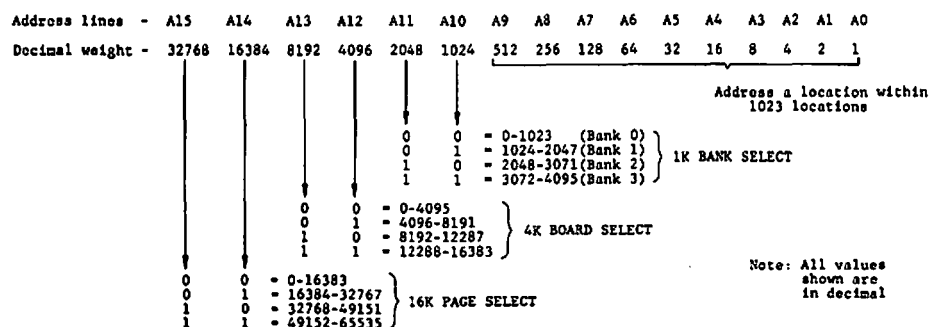 Address lines - A15 A14 A13 A12 A11 A10 A9 A8 A7 A6 A5 A4 A3 A2 A1 A0
Decimal weight - 32768 16384 8192 4096 2048 1024 512 256 128 64 32 16 8 4 2 1
Address a location within
1023 locations
0 0 = 0-1023 (Bank 0)
0 1 = 1024-2047(Bank 1)
1 0 = 2048-3071(Bank 2)
1 1 = 3072-4095(Bank 3)
1K BANK SELECT
0 0 = 0-4095
0 1 = 4096-8191
1 0 = 8192-12287
1 1 = 12288-16383
4K BOARD SELECT
Note: All values
shown are
in decimal
0 0 = 0-16383
0 1 = 16384-32767
1 0 = 32768-49151
1 1 = 49152-65535
16K PAGE SELECT